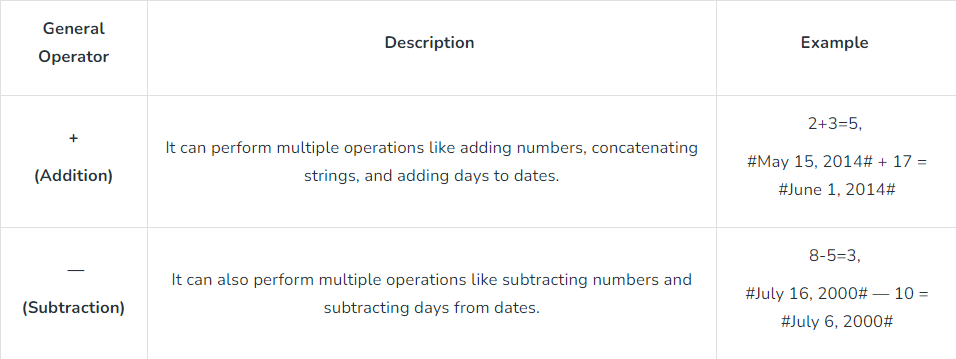 General
Operator
Description
Example
+
(Addition)
It can perform multiple operations like adding numbers, concatenating
strings, and adding days to dates.
2+3=5,
#May 15, 2014# + 17 =
#June 1, 2014#
—
(Subtraction)
It can also perform multiple operations like subtracting numbers and
subtracting days from dates.
8-5=3,
#July 16, 2000# — 10 =
#July 6, 2000#